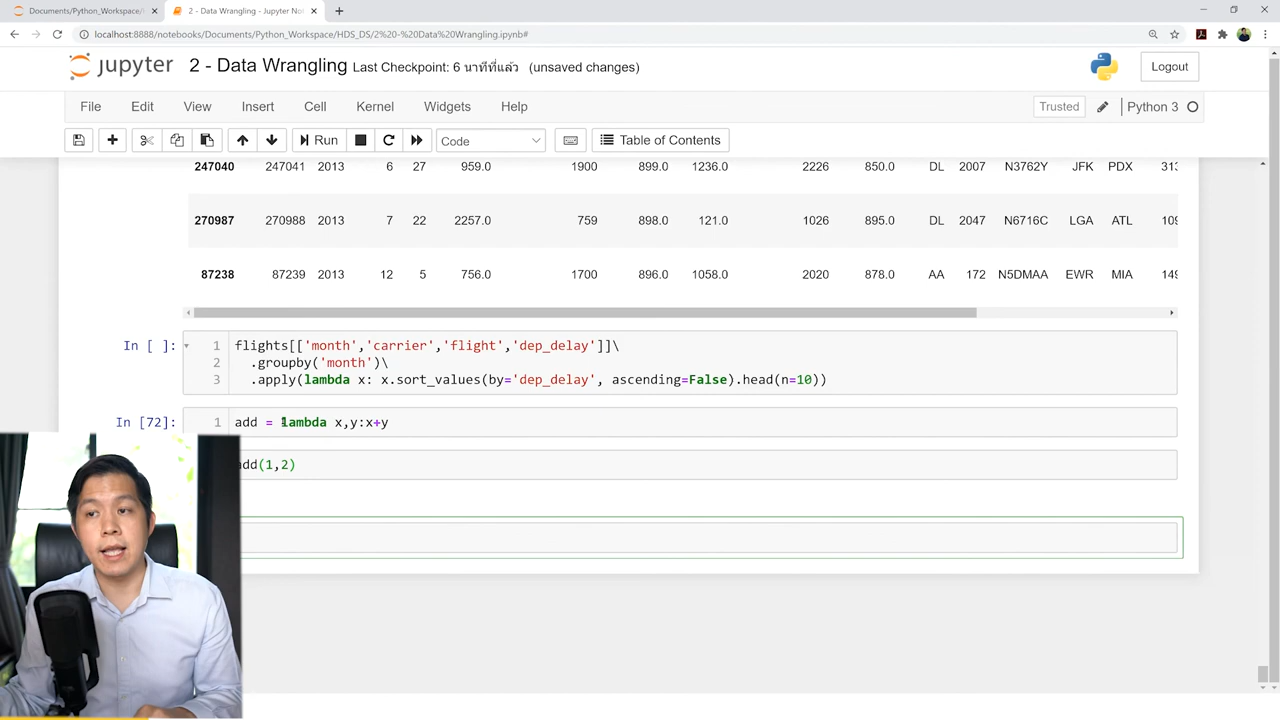 Documents/Python_Workspace/
2 - Data Wrangling - Jupyter Not
localhost:8888/notebooks/Documents/Python_Workspace/HDS_DS/2%20-%20Data%20Wrangling.ipynb#
jupyter 2 - Data Wrangling Last Checkpoint: 6 นาทีที่แล้ว (unsaved changes)
Logout
File Edit View Insert Cell Kernel Widgets Help
Trusted Python 3
Run Code Table of Contents
247040 247041 2013 6 27 959.0 1900 899.0 1236.0 2226 850.0 DL 2007 N3762Y JFK PDX 313
270987 270988 2013 7 22 2257.0 759 898.0 121.0 1026 895.0 DL 2047 N6716C LGA ATL 109
87238 87239 2013 12 5 756.0 1700 896.0 1058.0 2020 878.0 AA 172 N5DMAA EWR MIA 149
In [ ]: 1 flights[['month','carrier','flight','dep_delay']]\
2 .groupby('month')\
3 .apply(lambda x: x.sort_values(by='dep_delay', ascending=False).head(n=10))
In [72]: 1 add = lambda x,y:x+y
add(1,2)